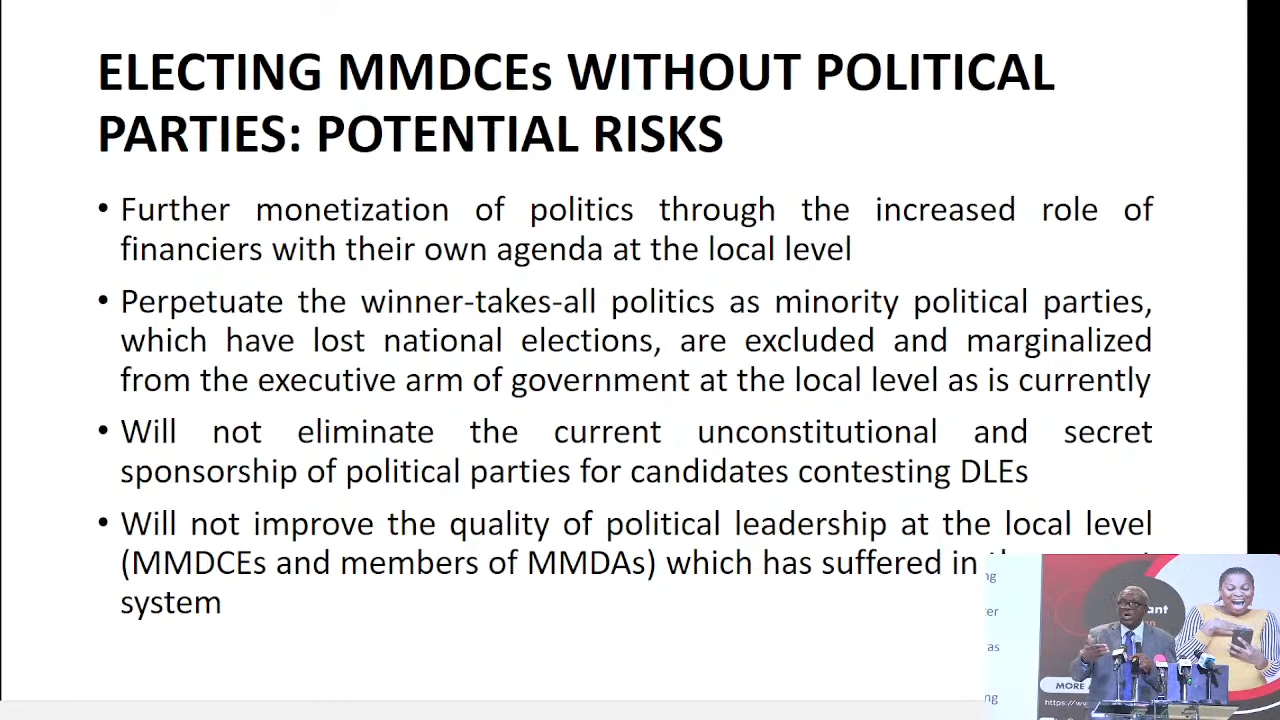 ELECTING MMDCEs WITHOUT POLITICAL
PARTIES: POTENTIAL RISKS
• Further monetization of politics through the increased role of
financiers with their own agenda at the local level
• Perpetuate the winner-takes-all politics as minority political parties,
which have lost national elections, are excluded and marginalized
from the executive arm of government at the local level as is currently
• Will not eliminate the current unconstitutional and secret
sponsorship of political parties for candidates contesting DLEs
• Will not improve the quality of political leadership at the local level
(MMDCEs and members of MMDAs) which has suffered in
system
ng
er
as
ng
ant
MORE